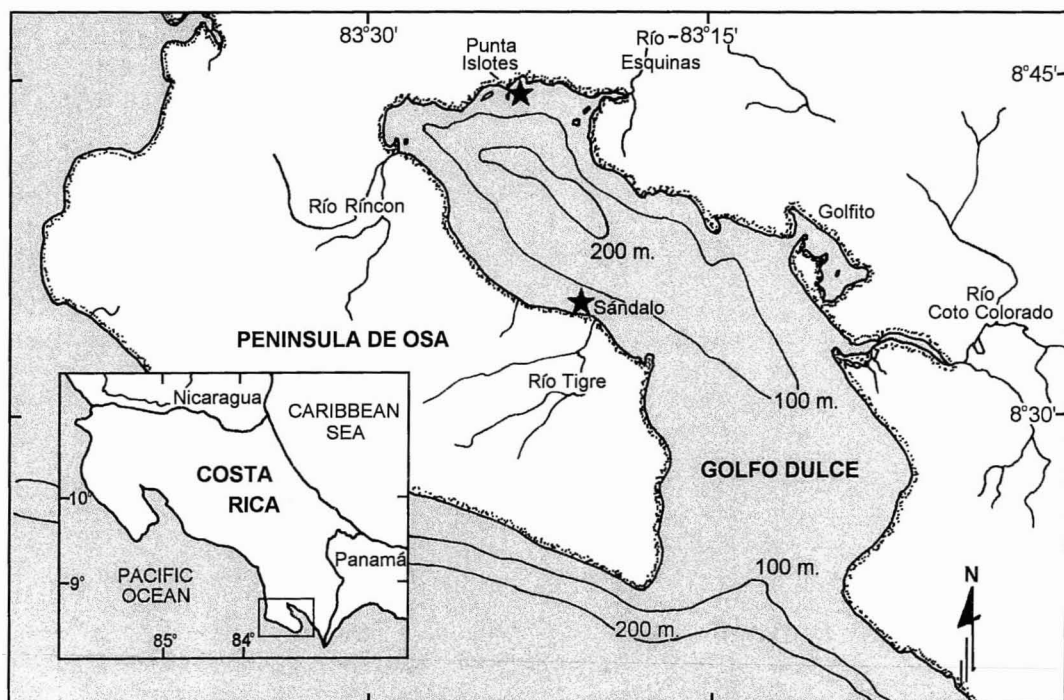 83°30'
83°15'
Punta
Islotes
Río
Esquinas
8°45'
Río Ríncon
Golfito
200 m.
Sándalo
Río
Coto Colorado
PENINSULA DE OSA
Río Tigre
100 m.
8°30'
GOLFO DULCE
Nicaragua
CARIBBEAN
SEA
COSTA
RICA
10°
Panamá
PACIFIC
OCEAN
9°
85°
84°
100 m.
200 m.
N